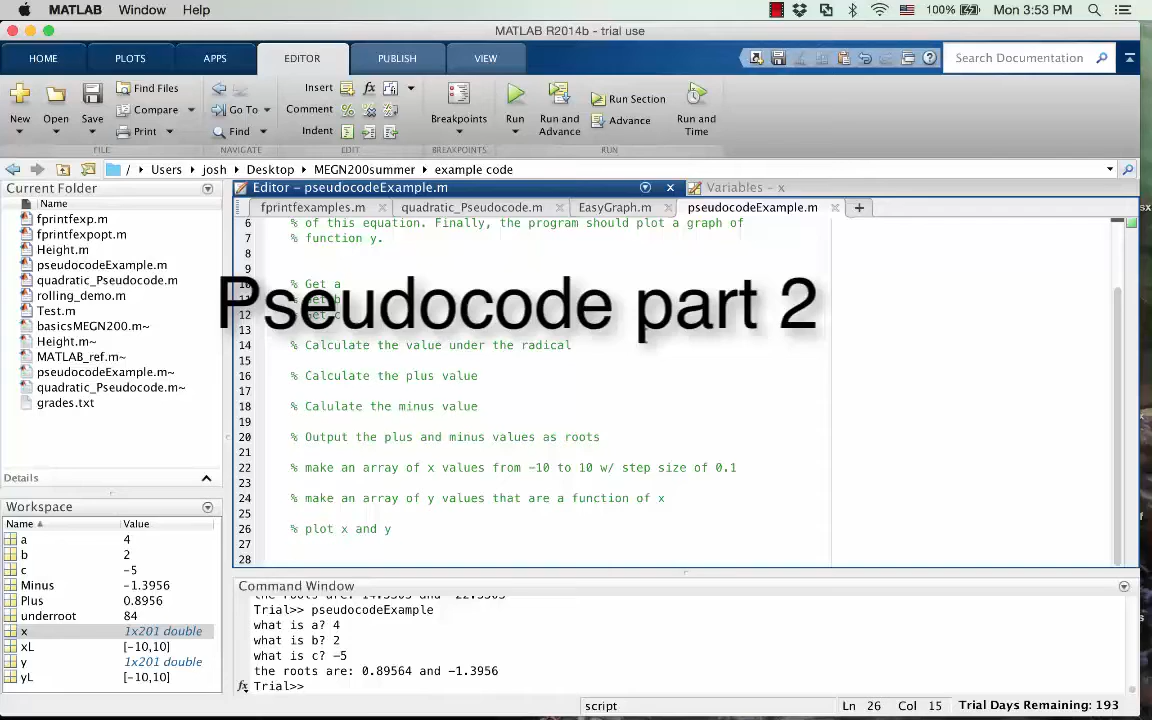 MATLAB Window Help 100% Mon 3:53 PM
MATLAB R2014b - trial use
HOME PLOTS APPS EDITOR PUBLISH VIEW Search Documentation
New Open Save Find Files Compare Print
Insert Comment Indent
Go To Find
Breakpoints Run Run and Advance Run Section Advance Run and Time
FILE NAVIGATE EDIT BREAKPOINTS RUN
/ Users josh Desktop MEGN200summer example code
Current Folder
Name
fprintfexp.m
fprintfexpopt.m
Height.m
pseudocodeExample.m
quadratic_Pseudocode.m
rolling_demo.m
Test.m
basicsMEGN200.m~
Height.m~
MATLAB_ref.m~
pseudocodeExample.m~
quadratic_Pseudocode.m~
grades.txt
Details
Workspace
Name Value
a 4
b 2
c -5
Minus -1.3956
Plus 0.8956
underroot 84
x 1x201 double
xL [-10,10]
y 1x201 double
yL [-10,10]
Editor - pseudocodeExample.m Variables - x
fprintfexamples.m quadratic_Pseudocode.m EasyGraph.m pseudocodeExample.m
6 % of this equation. Finally, the program should plot a graph of
7 % function y.
8
9
10 % Get a
Pseudocode part 2
12 % Get c
13
14 % Calculate the value under the radical
15
16 % Calculate the plus value
17
18 % Calulate the minus value
19
20 % Output the plus and minus values as roots
21
22 % make an array of x values from -10 to 10 w/ step size of 0.1
23
24 % make an array of y values that are a function of x
25
26 % plot x and y
27
28
Command Window
Trial>> pseudocodeExample
what is a? 4
what is b? 2
what is c? -5
the roots are: 0.89564 and -1.3956
fx Trial>>
script Ln 26 Col 15 Trial Days Remaining: 193